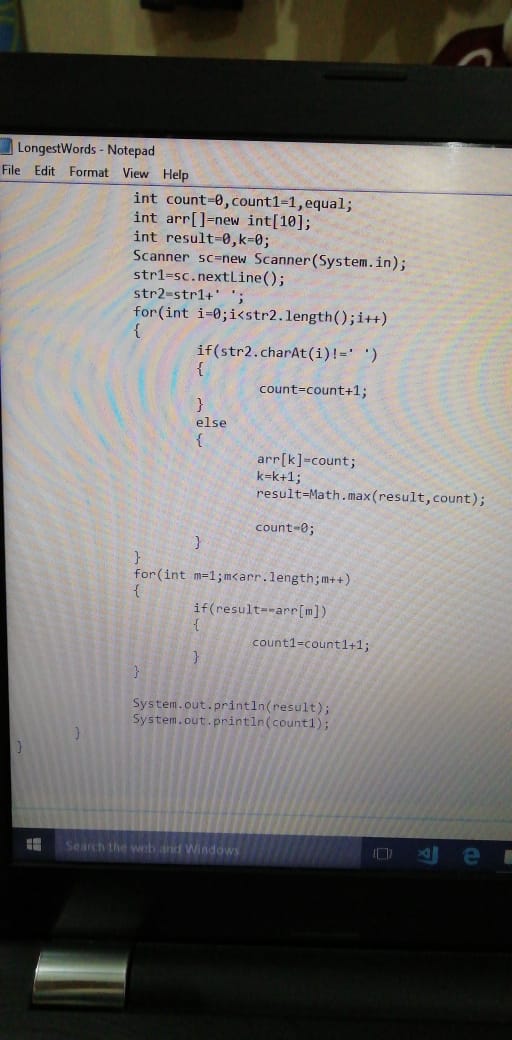 LongestWords - Notepad
File Edit Format View Help
int count=0,count1=1,equal;
int arr[]=new int[10];
int result=0,k=0;
Scanner sc=new Scanner(System.in);
str1=sc.nextLine();
str2=str1+' ';
for(int i=0;i<str2.length();i++)
{
if(str2.charAt(i)!=' ')
{
count=count+1;
}
else
{
arr[k]=count;
k=k+1;
result=Math.max(result,count);
count=0;
}
}
for(int m=1;m<arr.length;m++)
{
if(result==arr[m])
{
count1=count1+1;
}
}
System.out.println(result);
System.out.println(count1);
}
}
Search the web and Windows